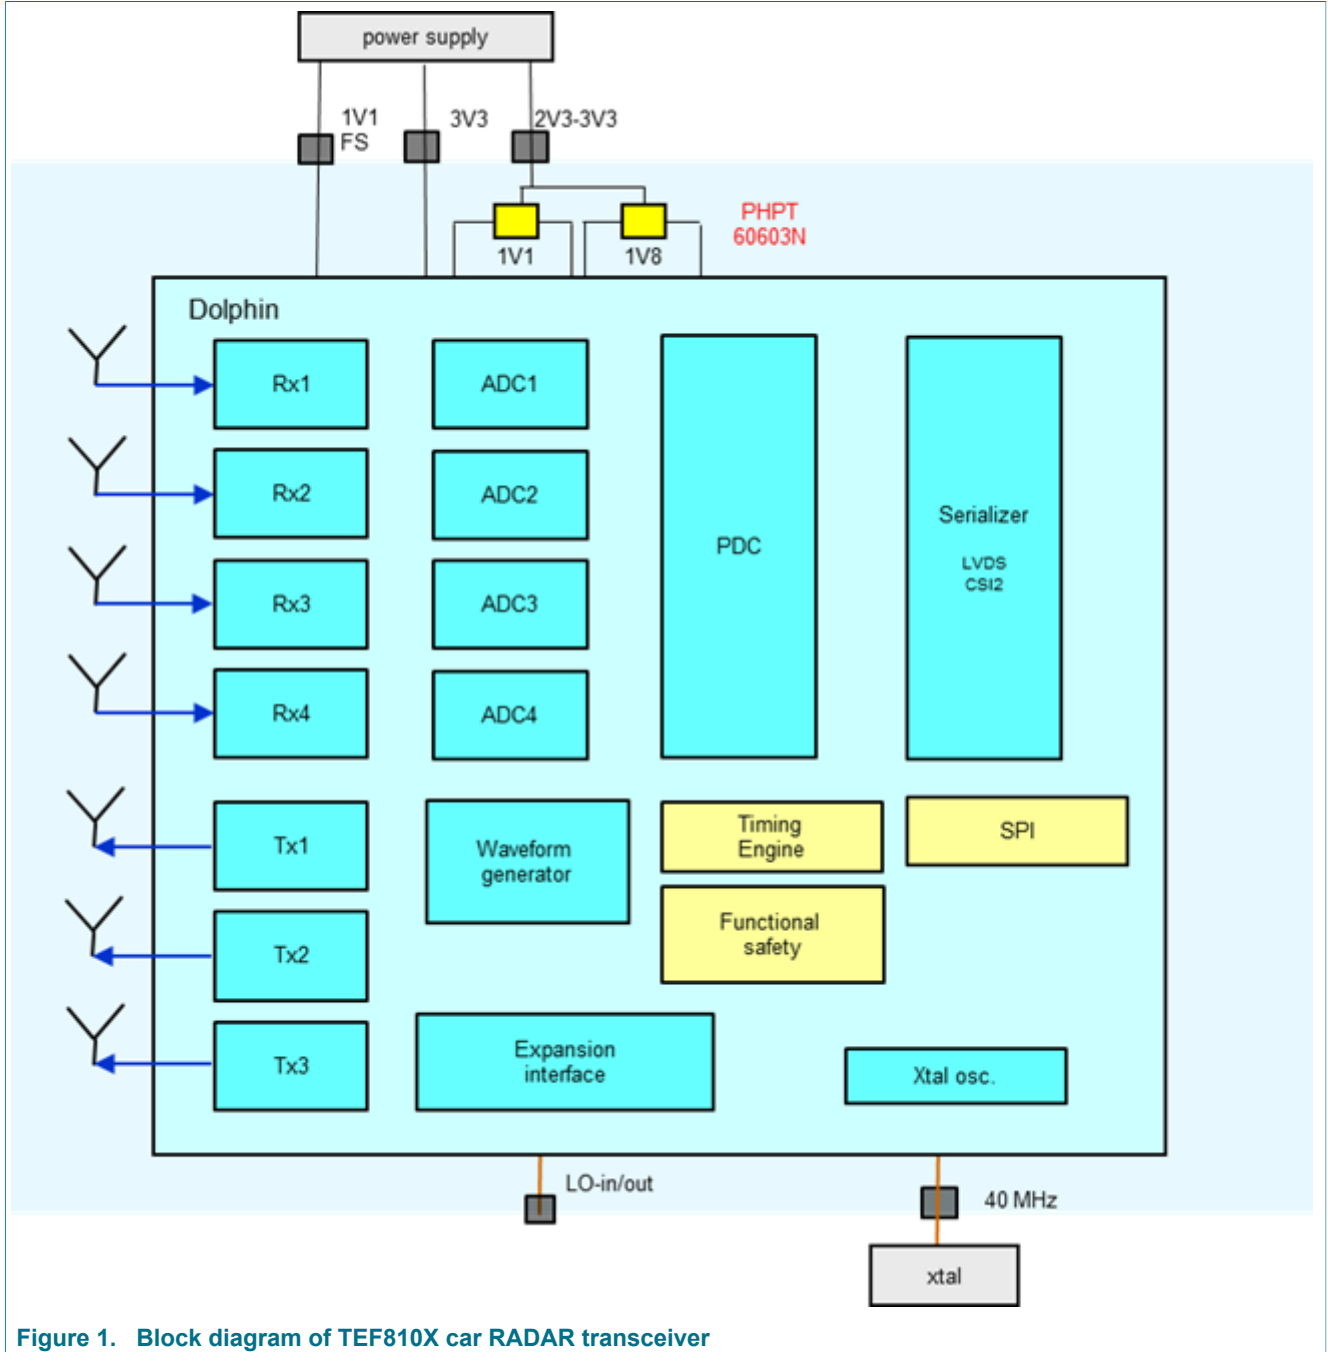 power supply
1V1
FS
3V3
2V3-3V3
PHPT
60603N
1V1
1V8
Dolphin
Rx1
ADC1
PDC
Serializer
LVDS
CSI2
Rx2
ADC2
Rx3
ADC3
Rx4
ADC4
Tx1
Waveform
generator
Timing
Engine
SPI
Functional
safety
Tx2
Tx3
Expansion
interface
Xtal osc.
LO-in/out
40 MHz
xtal
Figure 1. Block diagram of TEF810X car RADAR transceiver